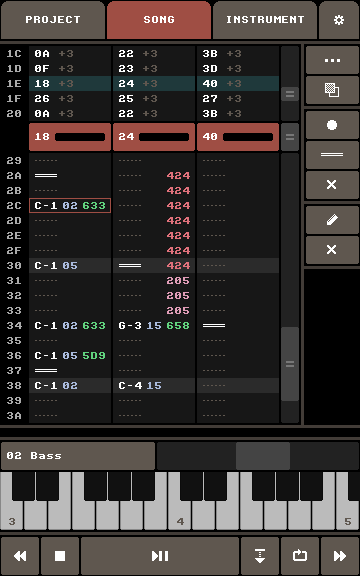 PROJECT SONG INSTRUMENT
1C 0A +3 22 +3 3B +3
1D 0F +3 23 +3 3D +3
1E 18 +3 24 +3 40 +3
1F 26 +3 25 +3 27 +3
20 0A +3 22 +3 3B +3
18 24 40
29
2A 424
2B 424
2C C-1 02 633 424
2D 424
2E 424
2F 424
30 C-1 05 424
31 205
32 205
33 205
34 C-1 02 633 G-3 15 658
35
36 C-1 05 5D9
37
38 C-1 02 C-4 15
39
3A
02 Bass
3 4 5